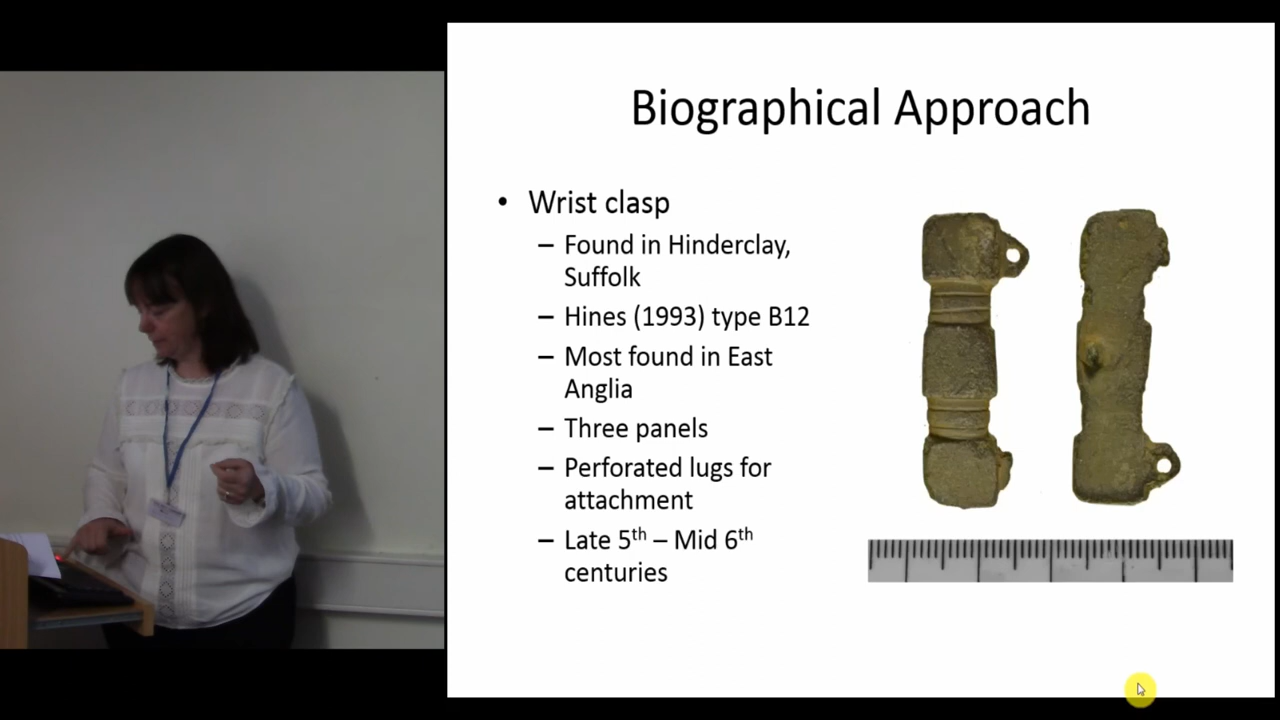 Biographical Approach
• Wrist clasp
– Found in Hinderclay,
Suffolk
– Hines (1993) type B12
– Most found in East
Anglia
– Three panels
– Perforated lugs for
attachment
– Late 5th – Mid 6th
centuries